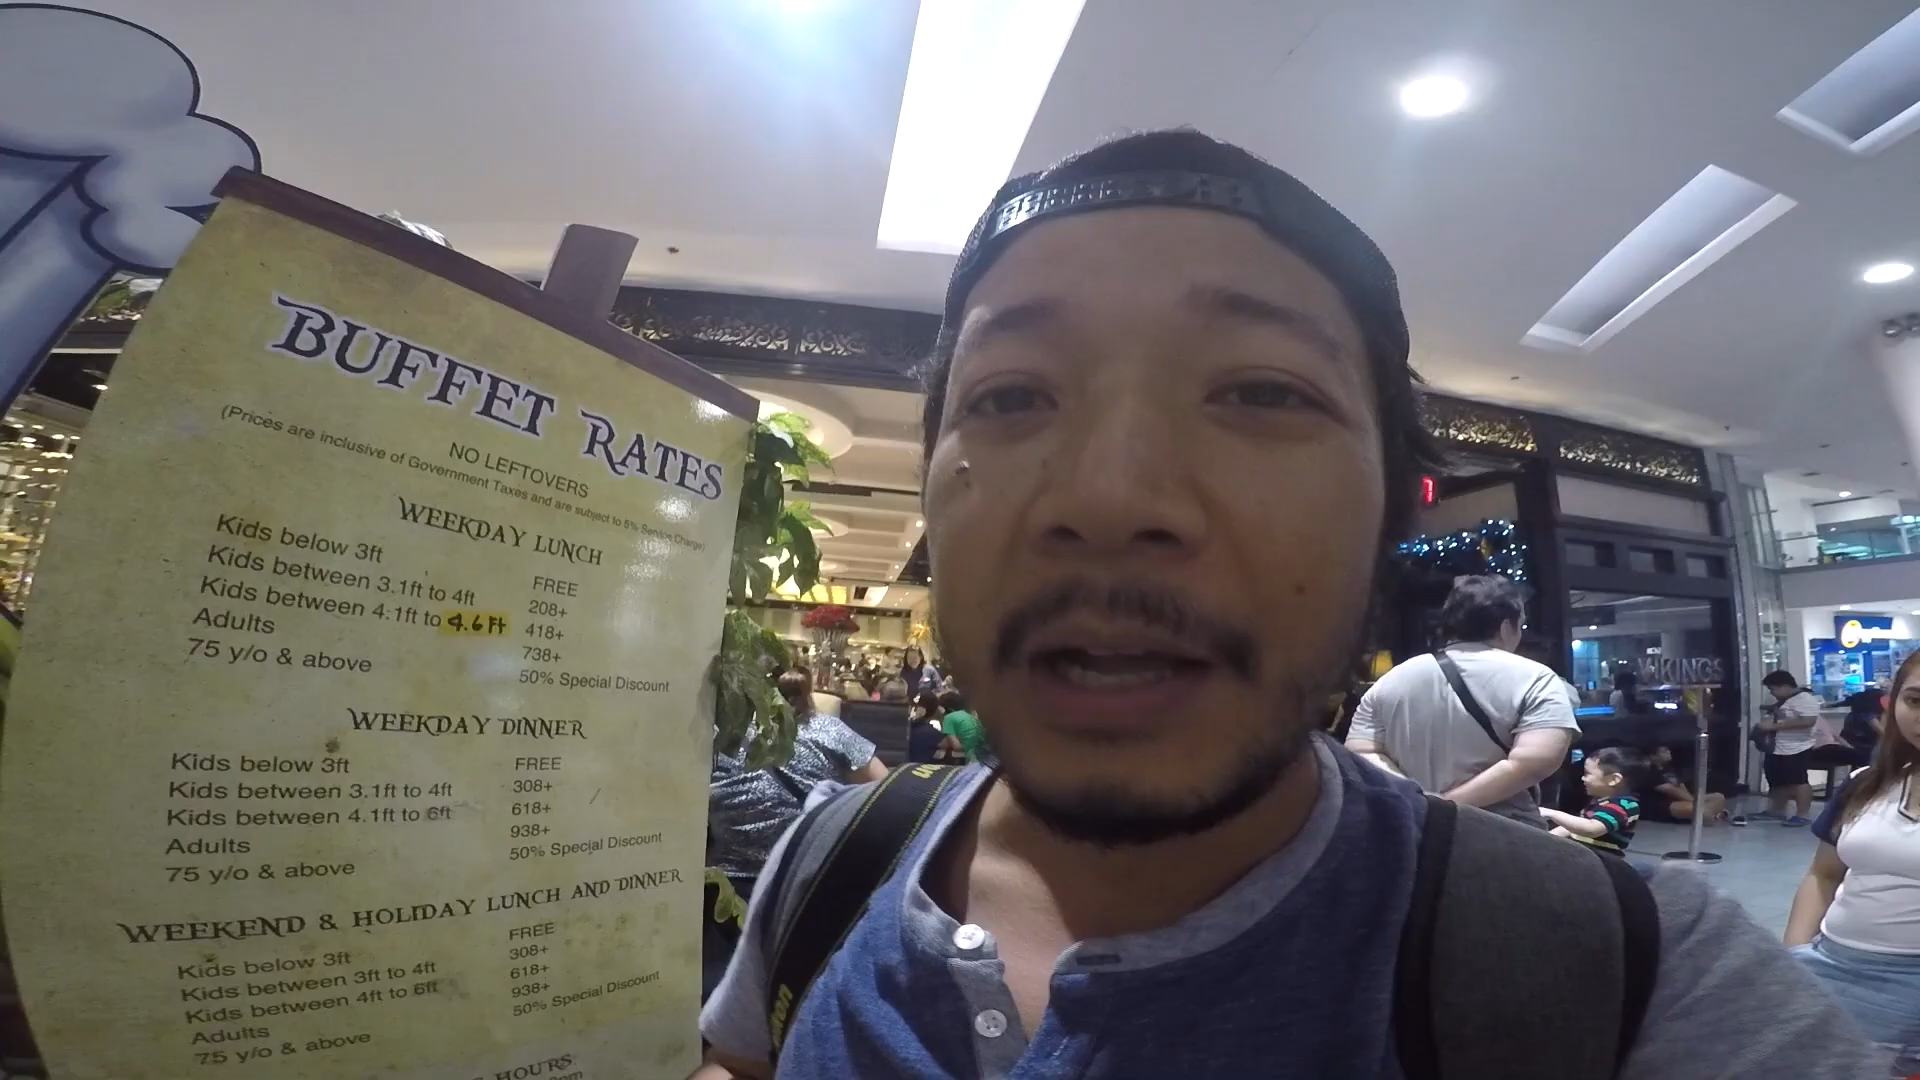 BUFFET RATES
NO LEFTOVERS
(Prices are inclusive of Government Taxes and are subject to 5% Service Charge)
WEEKDAY LUNCH
Kids below 3ft FREE
Kids between 3.1ft to 4ft 208+
Kids between 4.1ft to 4.6 Ft 418+
Adults 738+
75 y/o & above 50% Special Discount
WEEKDAY DINNER
Kids below 3ft FREE
Kids between 3.1ft to 4ft 308+
Kids between 4.1ft to 6ft 618+
Adults 938+
75 y/o & above 50% Special Discount
WEEKEND & HOLIDAY LUNCH AND DINNER
Kids below 3ft FREE
Kids between 3ft to 4ft 308+
Kids between 4ft to 6ft 618+
Adults 938+
75 y/o & above 50% Special Discount
HOURS
VIKINGS